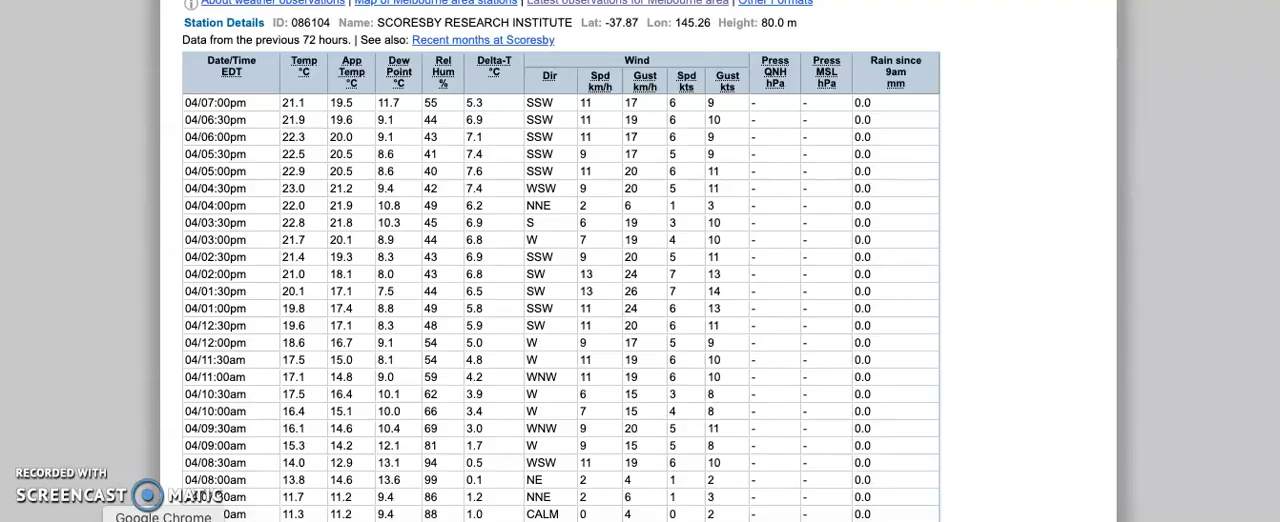 About weather observations | Map of Melbourne area stations | Latest observations for Melbourne area | Other Formats
Station Details ID: 086104 Name: SCORESBY RESEARCH INSTITUTE Lat: -37.87 Lon: 145.26 Height: 80.0 m
Data from the previous 72 hours. | See also: Recent months at Scoresby
Date/Time EDT Temp °C App Temp °C Dew Point °C Rel Hum % Delta-T °C Wind Press QNH hPa Press MSL hPa Rain since 9am mm
Dir Spd km/h Gust km/h Spd kts Gust kts
04/07:00pm 21.1 19.5 11.7 55 5.3 SSW 11 17 6 9 - - 0.0
04/06:30pm 21.9 19.6 9.1 44 6.9 SSW 11 19 6 10 - - 0.0
04/06:00pm 22.3 20.0 9.1 43 7.1 SSW 11 17 6 9 - - 0.0
04/05:30pm 22.5 20.5 8.6 41 7.4 SSW 9 17 5 9 - - 0.0
04/05:00pm 22.9 20.5 8.6 40 7.6 SSW 11 20 6 11 - - 0.0
04/04:30pm 23.0 21.2 9.4 42 7.4 WSW 9 20 5 11 - - 0.0
04/04:00pm 22.0 21.9 10.8 49 6.2 NNE 2 6 1 3 - - 0.0
04/03:30pm 22.8 21.8 10.3 45 6.9 S 6 19 3 10 - - 0.0
04/03:00pm 21.7 20.1 8.9 44 6.8 W 7 19 4 10 - - 0.0
04/02:30pm 21.4 19.3 8.3 43 6.9 SSW 9 20 5 11 - - 0.0
04/02:00pm 21.0 18.1 8.0 43 6.8 SW 13 24 7 13 - - 0.0
04/01:30pm 20.1 17.1 7.5 44 6.5 SW 13 26 7 14 - - 0.0
04/01:00pm 19.8 17.4 8.8 49 5.8 SSW 11 24 6 13 - - 0.0
04/12:30pm 19.6 17.1 8.3 48 5.9 SW 11 20 6 11 - - 0.0
04/12:00pm 18.6 16.7 9.1 54 5.0 W 9 17 5 9 - - 0.0
04/11:30am 17.5 15.0 8.1 54 4.8 W 11 19 6 10 - - 0.0
04/11:00am 17.1 14.8 9.0 59 4.2 WNW 11 19 6 10 - - 0.0
04/10:30am 17.5 16.4 10.1 62 3.9 W 6 15 3 8 - - 0.0
04/10:00am 16.4 15.1 10.0 66 3.4 W 7 15 4 8 - - 0.0
04/09:30am 16.1 14.6 10.4 69 3.0 WNW 9 20 5 11 - - 0.0
04/09:00am 15.3 14.2 12.1 81 1.7 W 9 15 5 8 - - 0.0
04/08:30am 14.0 12.9 13.1 94 0.5 WSW 11 19 6 10 - - 0.0
04/08:00am 13.8 14.6 13.6 99 0.1 NE 2 4 1 2 - - 0.0
11.7 11.2 9.4 86 1.2 NNE 2 6 1 3 - - 0.0
11.3 11.2 9.4 88 1.0 CALM 0 4 0 2 - - 0.0
RECORDED WITH
SCREENCAST MATIC
Google Chrome